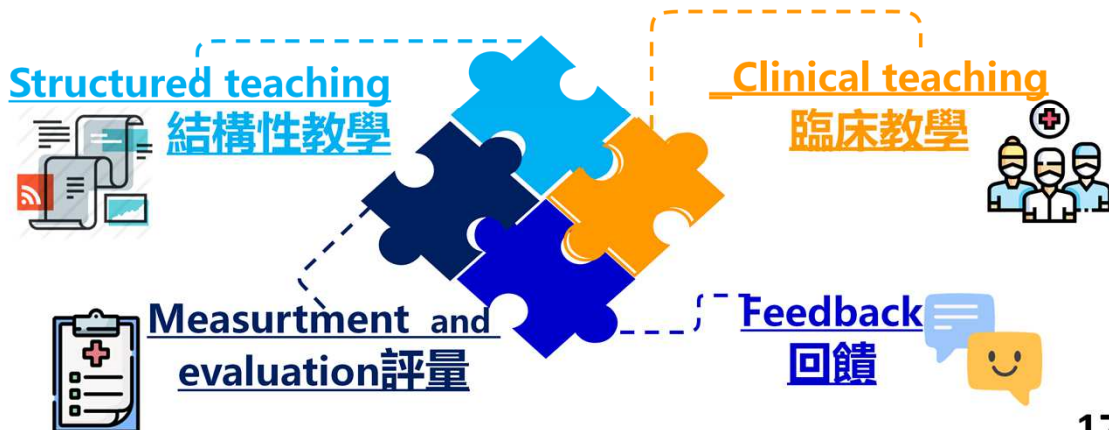 Structured teaching
結構性教學
Clinical teaching
臨床教學
Measurtment and
evaluation評量
Feedback
回饋
17